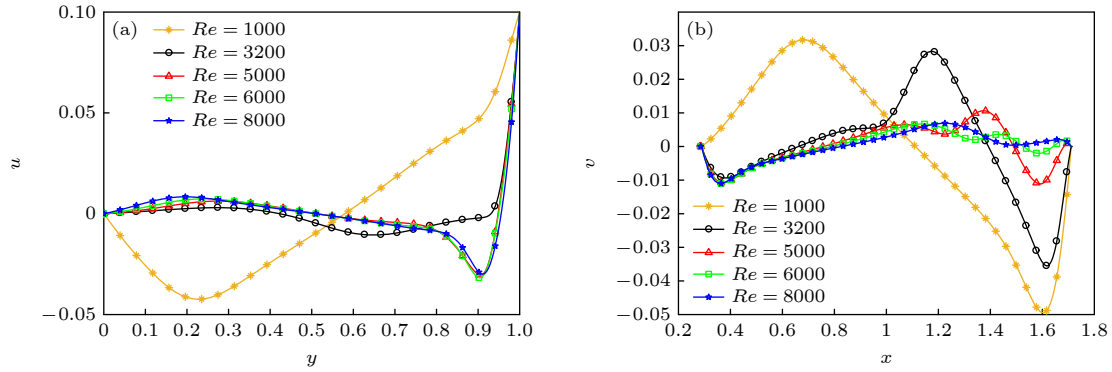 (a)
Re = 1000
Re = 3200
Re = 5000
Re = 6000
Re = 8000
0.10
0.05
0
−0.05
u
0 0.1 0.2 0.3 0.4 0.5 0.6 0.7 0.8 0.9 1.0
y
(b)
0.03
0.02
0.01
0
−0.01
−0.02
−0.03
−0.04
−0.05
v
Re = 1000
Re = 3200
Re = 5000
Re = 6000
Re = 8000
0.2 0.4 0.6 0.8 1 1.2 1.4 1.6 1.8
x